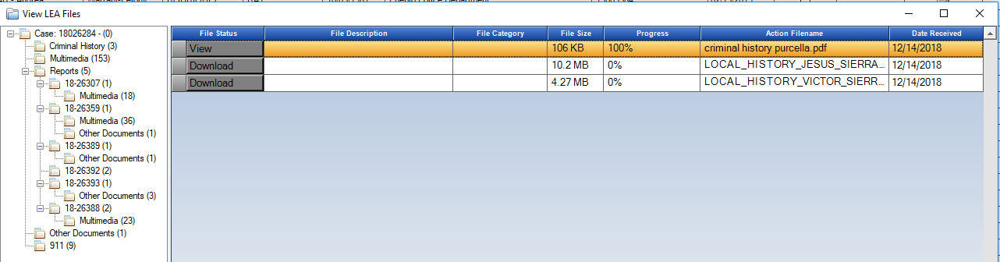 View LEA Files
Case: 18026284 - (0)
Criminal History (3)
Multimedia (153)
Reports (5)
18-26307 (1)
Multimedia (18)
18-26359 (1)
Multimedia (36)
Other Documents (1)
18-26389 (1)
Other Documents (1)
18-26392 (2)
18-26393 (1)
Other Documents (3)
18-26388 (2)
Multimedia (23)
Other Documents (1)
911 (9)
File Status File Description File Category File Size Progress Action Filename Date Received
View 106 KB 100% criminal history purcella.pdf 12/14/2018
Download 10.2 MB 0% LOCAL_HISTORY_JESUS_SIERRA... 12/14/2018
Download 4.27 MB 0% LOCAL_HISTORY_VICTOR_SIERR... 12/14/2018